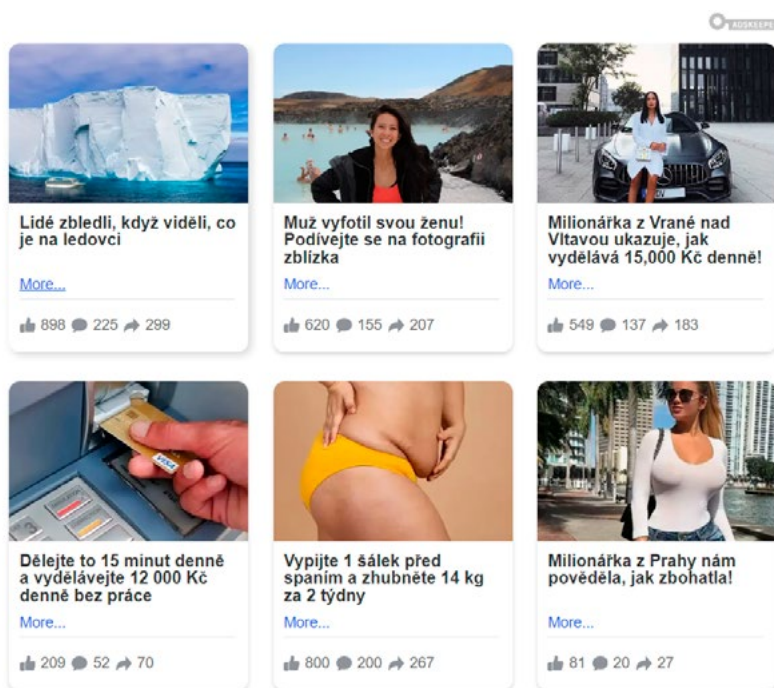 ADSKEEPER
Lidé zbledli, když viděli, co
je na ledovci
More...
898 225 299
Muž vyfotil svou ženu!
Podívejte se na fotografii
zblízka
More...
620 155 207
Milionářka z Vrané nad
Vltavou ukazuje, jak
vydělává 15,000 Kč denně!
More...
549 137 183
VISA
Dělejte to 15 minut denně
a vydělávejte 12 000 Kč
denně bez práce
More...
209 52 70
Vypijte 1 šálek před
spaním a zhubněte 14 kg
za 2 týdny
More...
800 200 267
Milionářka z Prahy nám
pověděla, jak zbohatla!
More...
81 20 27